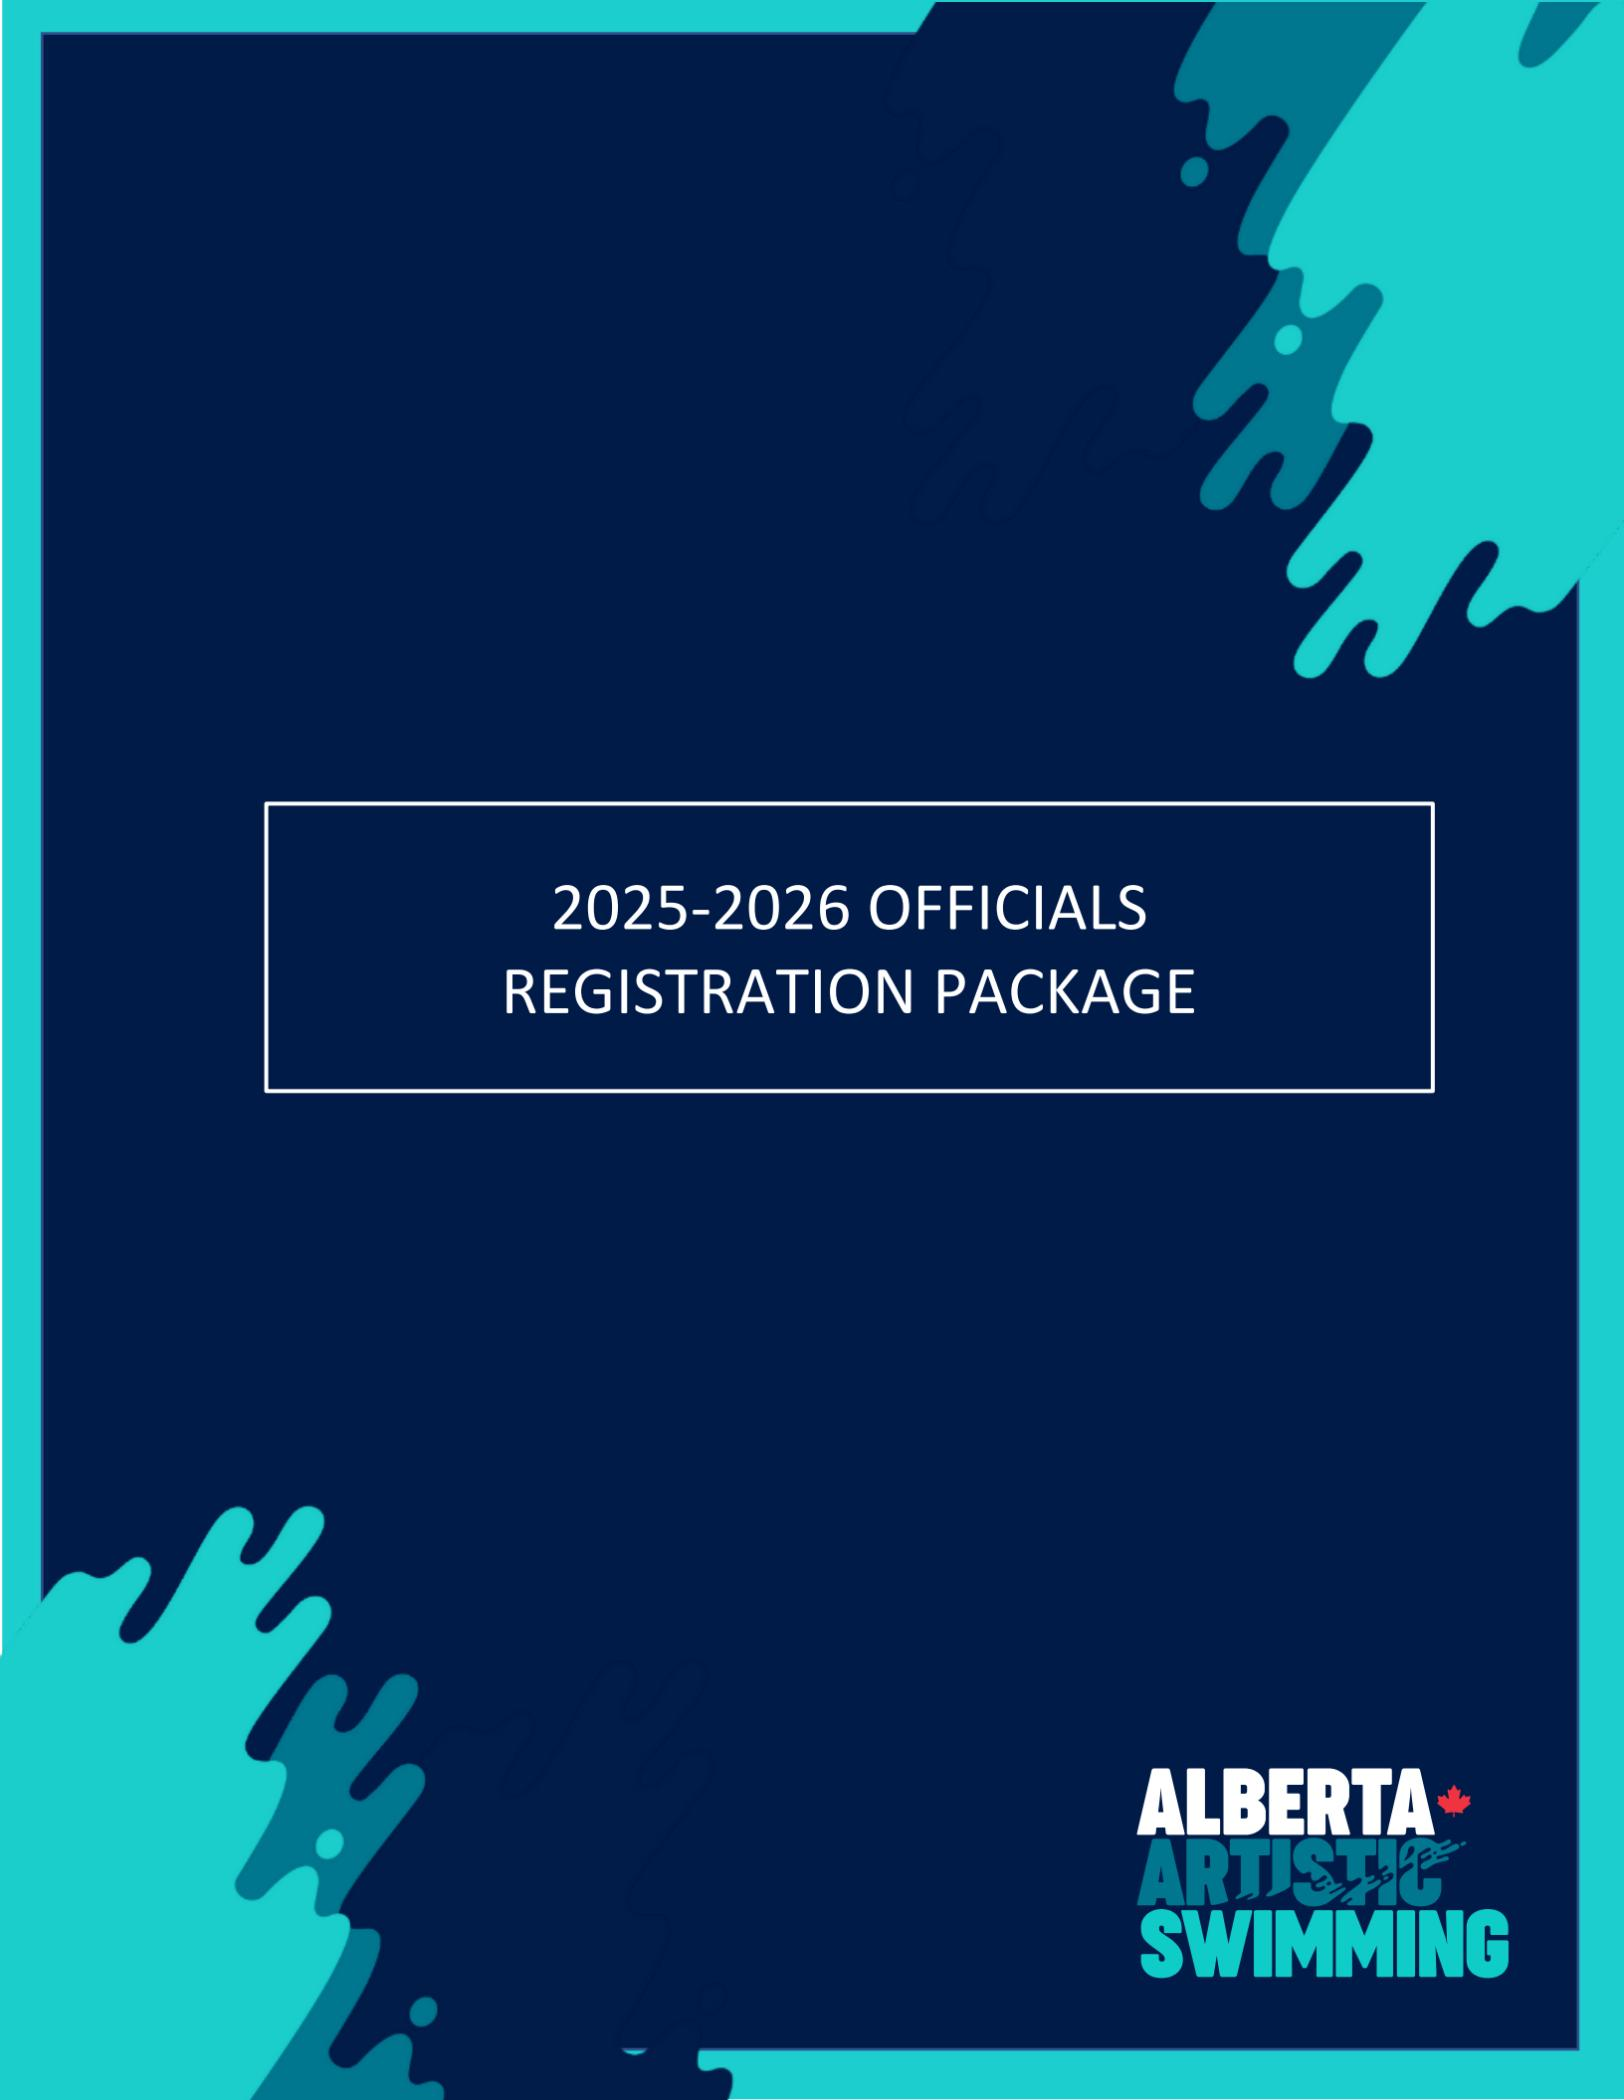 2025-2026 OFFICIALS
REGISTRATION PACKAGE
ALBERTA
ARTISTIC
SWIMMING